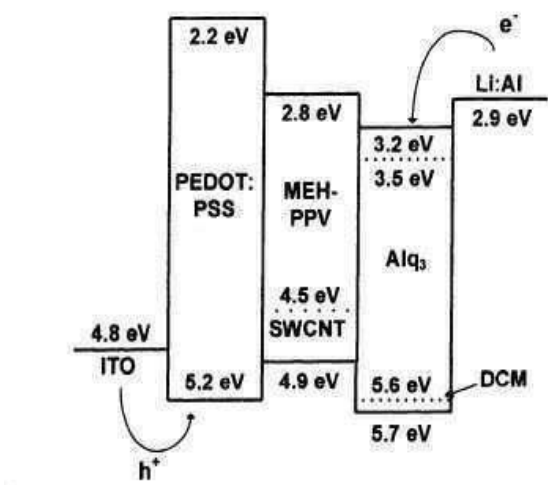 e-
2.2 eV
Li:Al
2.8 eV
2.9 eV
3.2 eV
3.5 eV
PEDOT:
PSS
MEH-
PPV
Alq₃
4.5 eV
SWCNT
4.8 eV
ITO
5.2 eV
4.9 eV
5.6 eV
DCM
5.7 eV
h+